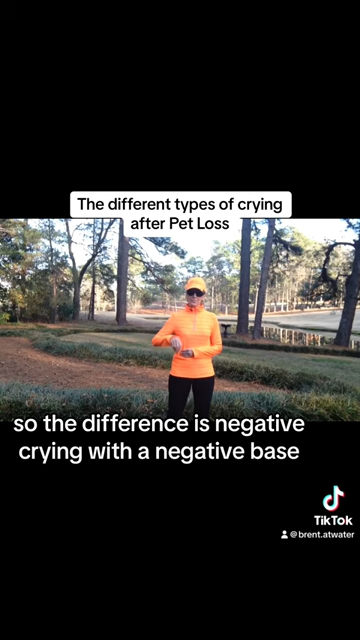 The different types of crying
after Pet Loss
so the difference is negative
crying with a negative base
TikTok
@brent.atwater